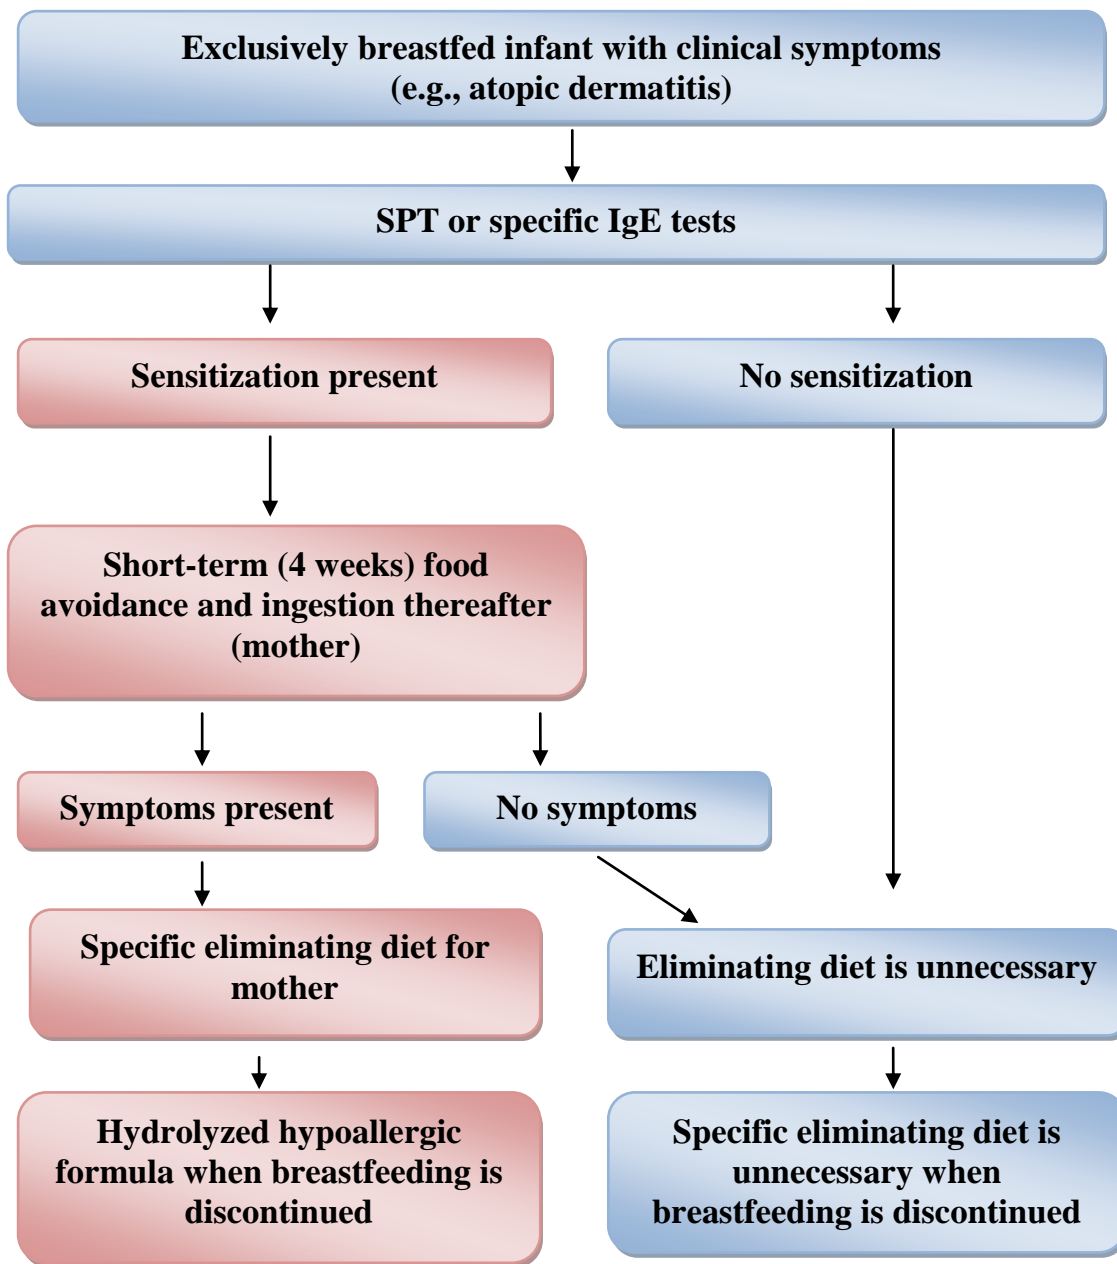 Exclusively breastfed infant with clinical symptoms
(e.g., atopic dermatitis)
SPT or specific IgE tests
Sensitization present
No sensitization
Short-term (4 weeks) food
avoidance and ingestion thereafter
(mother)
Symptoms present
No symptoms
Specific eliminating diet for
mother
Eliminating diet is unnecessary
Hydrolyzed hypoallergic
formula when breastfeeding is
discontinued
Specific eliminating diet is
unnecessary when
breastfeeding is discontinued